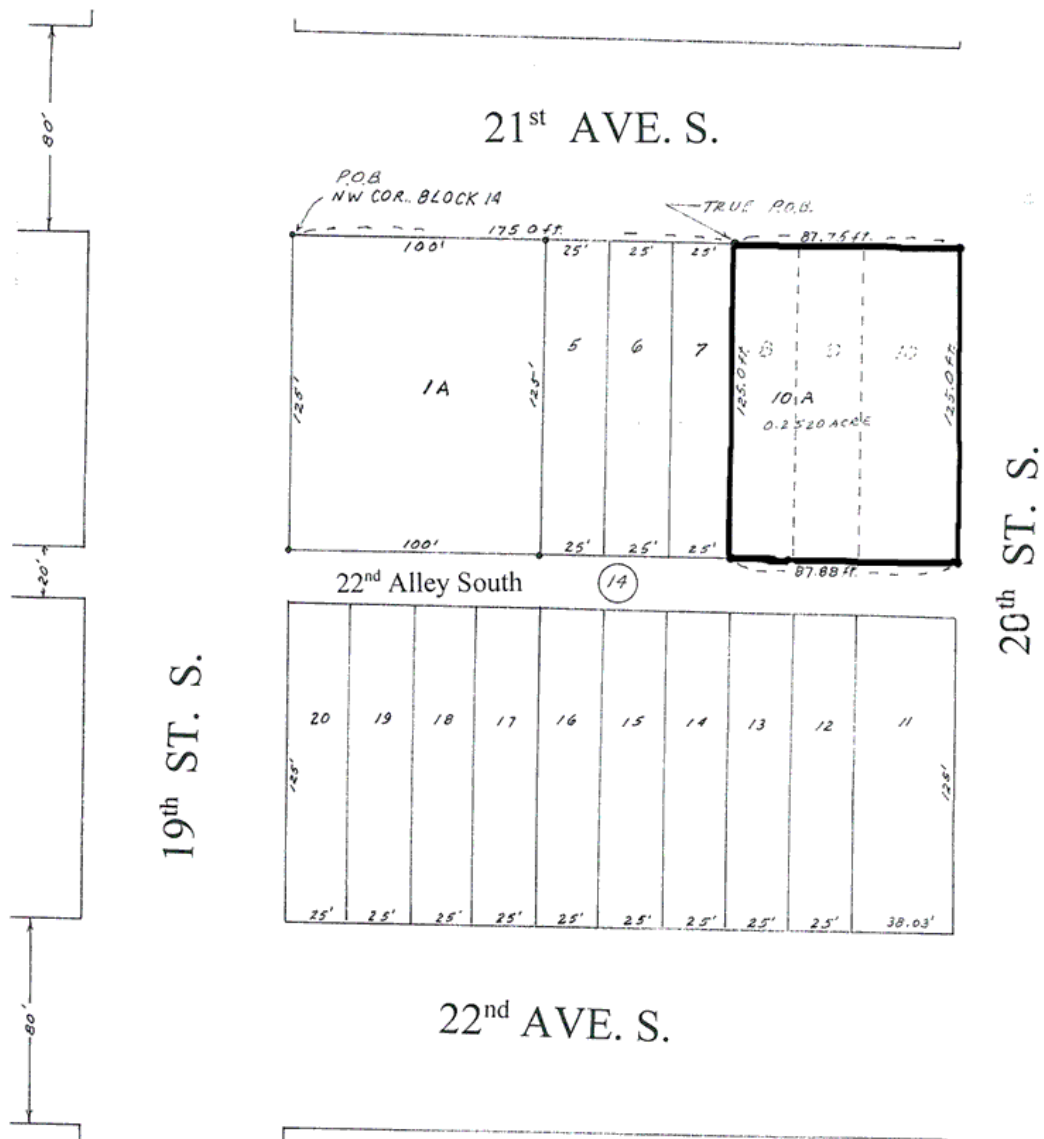 80'
21st AVE. S.
P.O.B
NW COR. BLOCK 14
TRUE P.O.B.
175.0 ft.
87.75 ft.
100'
25'
25'
25'
5
6
7
8
9
10
125'
1A
125'
125.0 ft.
10A
0.2520 ACRE
125.0 ft.
20th ST. S.
100'
25'
25'
25'
87.88 ft.
20'
22nd Alley South
14
19th ST. S.
20
19
18
17
16
15
14
13
12
11
125'
125'
25'
25'
25'
25'
25'
25'
25'
25'
25'
38.03'
80'
22nd AVE. S.